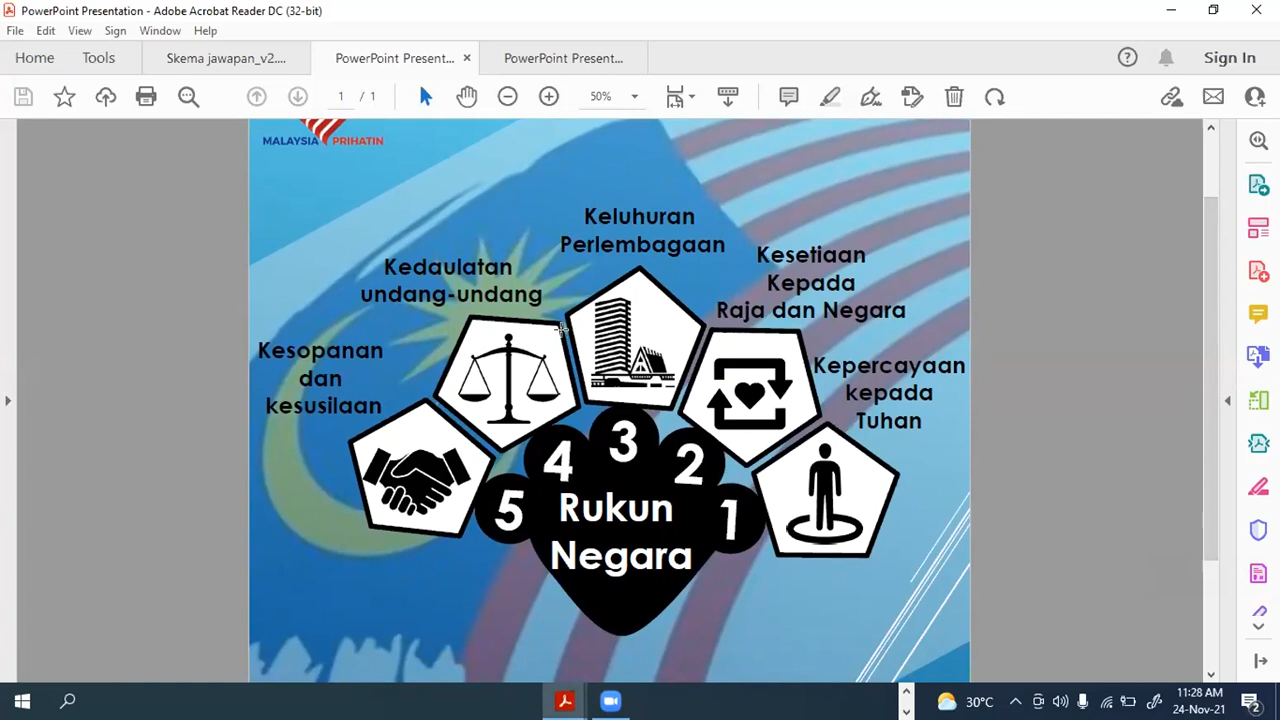 PowerPoint Presentation - Adobe Acrobat Reader DC (32-bit)
File Edit View Sign Window Help
Home Tools Skema jawapan_v2.... PowerPoint Present... × PowerPoint Present... Sign In
1 / 1 50%
MALAYSIA PRIHATIN
Keluhuran
Perlembagaan
Kedaulatan
undang-undang
Kesetiaan
Kepada
Raja dan Negara
Kesopanan
dan
kesusilaan
Kepercayaan
kepada
Tuhan
5 4 3 2 1
Rukun
Negara
30°C
11:28 AM
24-Nov-21
2